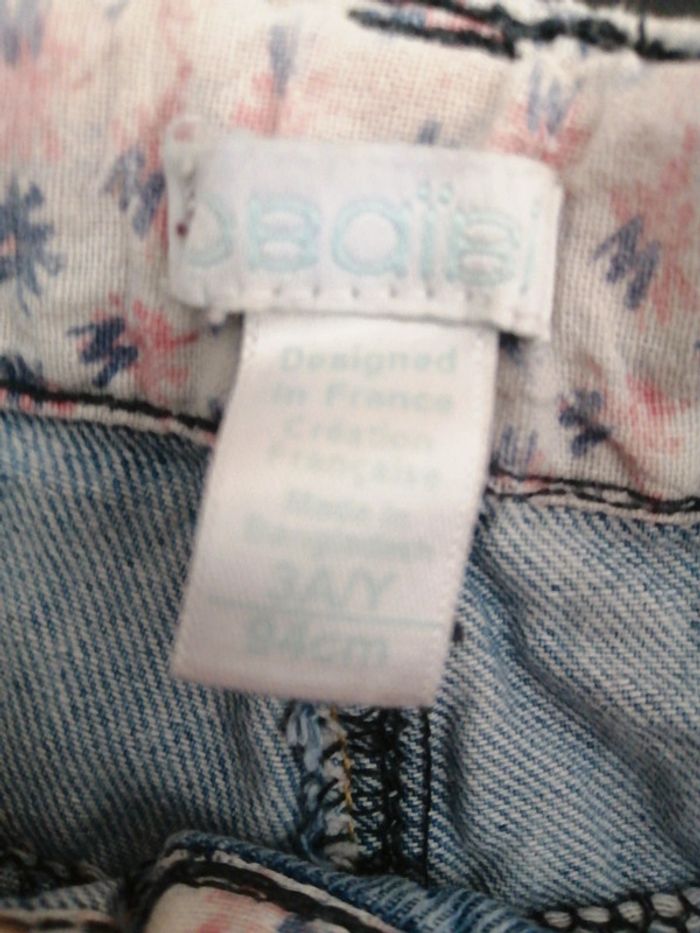 obaïbi
Designed
in France
Création
Française
Made in
Bangladesh
3A/Y
94cm